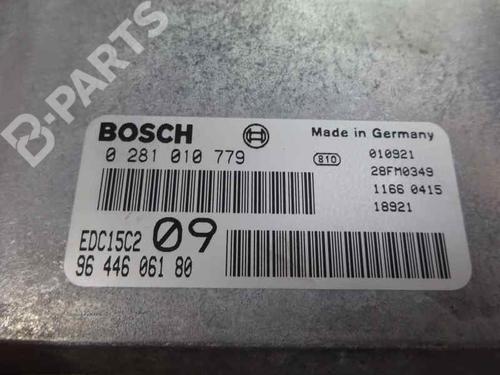 B-PARTS
BOSCH
Made in Germany
0 281 010 779
810
010921
28FM0349
1166 0415
18921
EDC15C2 09
96 446 061 80